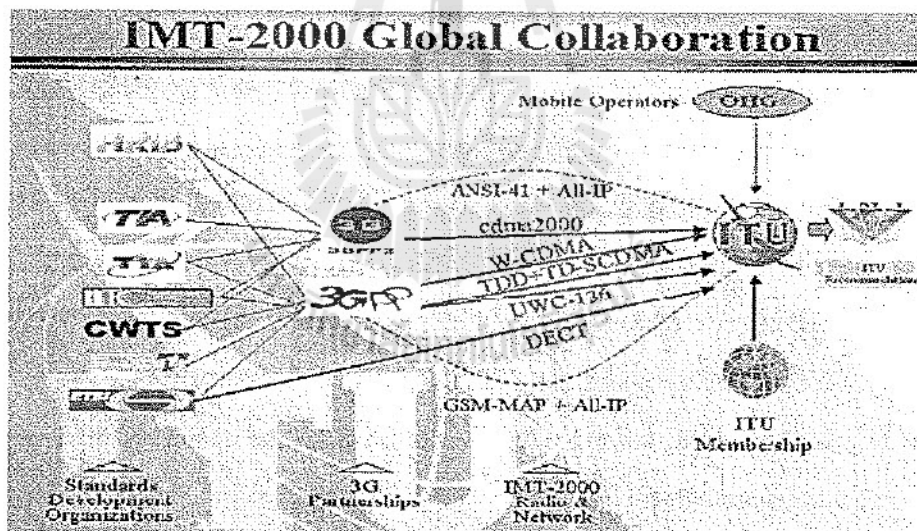 IMT-2000 Global Collaboration
Mobile Operators
OHG
ANSI-41 + All-IP
TIA
3GPP2
cdma2000
W-CDMA
TDD+TD-SCDMA
UWC-136
DECT
3GPP
CWTS
ITU
ITU
GSM-MAP + All-IP
ITU
Membership
Standards
Development
Organizations
3G
Partnerships
IMT-2000
Radio &
Network